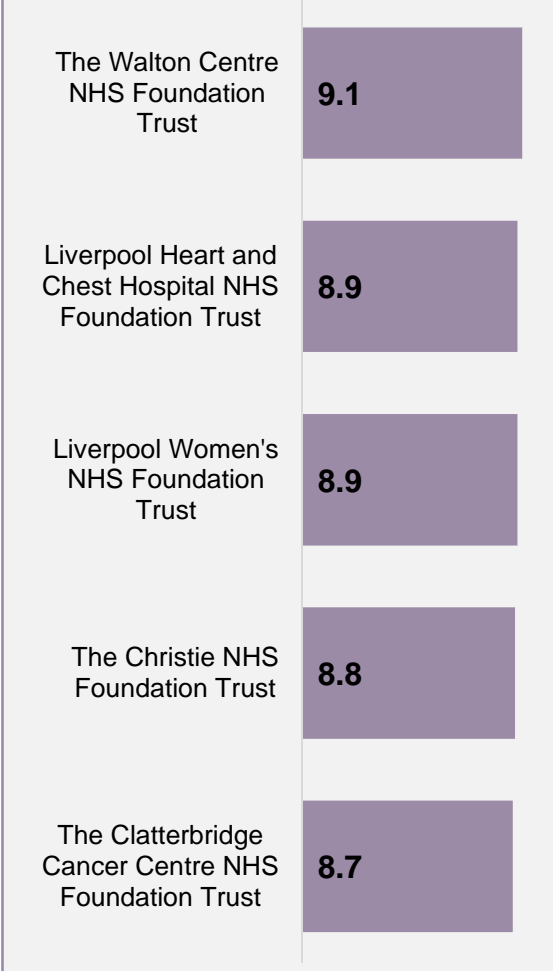 The Walton Centre
NHS Foundation
Trust
9.1
Liverpool Heart and
Chest Hospital NHS
Foundation Trust
8.9
Liverpool Women's
NHS Foundation
Trust
8.9
The Christie NHS
Foundation Trust
8.8
The Clatterbridge
Cancer Centre NHS
Foundation Trust
8.7